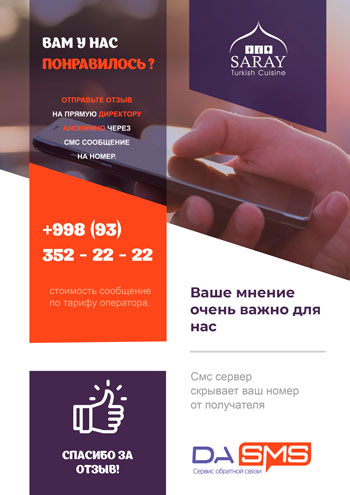 ВАМ У НАС
ПОНРАВИЛОСЬ ?
ОТПРАВЬТЕ ОТЗЫВ
НА ПРЯМУЮ ДИРЕКТОРУ
АНОНИМНО ЧЕРЕЗ
СМС СООБЩЕНИЕ
НА НОМЕР.
SARAY
Turkish Cuisine
+998 (93)
352 - 22 - 22
стоимость сообщение
по тарифу оператора.
Ваше мнение
очень важно для
нас
Смс сервер
скрывает ваш номер
от получателя
СПАСИБО ЗА
ОТЗЫВ!
DA SMS
Сервис обратной связи